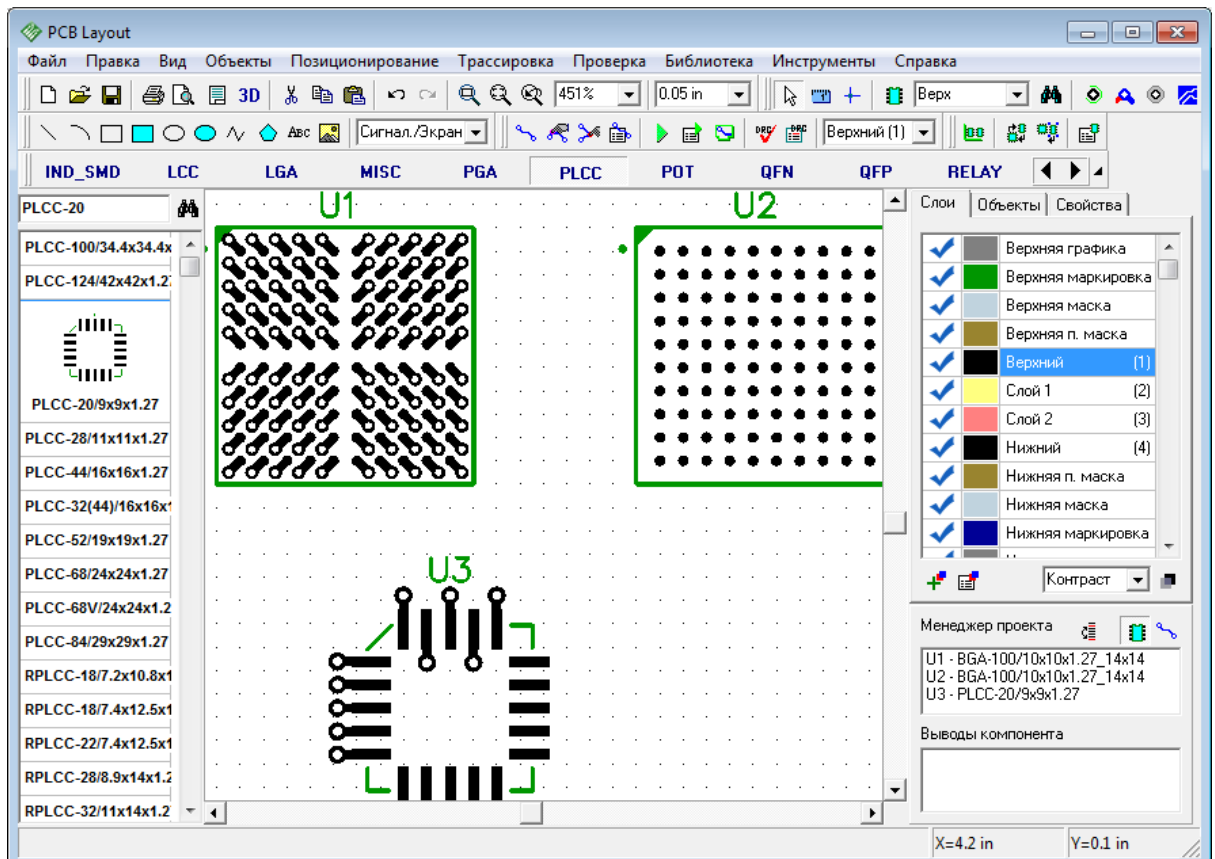 PCB Layout
Файл Правка Вид Объекты Позиционирование Трассировка Проверка Библиотека Инструменты Справка
3D 451% 0.05 in Верх
ABC Сигнал./Экран DRC DRC Верхний (1)
IND_SMD LCC LGA MISC PGA PLCC POT QFN QFP RELAY
PLCC-20
PLCC-100/34.4x34.4x
PLCC-124/42x42x1.2
PLCC-20/9x9x1.27
PLCC-28/11x11x1.27
PLCC-44/16x16x1.27
PLCC-32(44)/16x16x
PLCC-52/19x19x1.27
PLCC-68/24x24x1.27
PLCC-68V/24x24x1.2
PLCC-84/29x29x1.27
RPLCC-18/7.2x10.8x1
RPLCC-18/7.4x12.5x1
RPLCC-22/7.4x12.5x1
RPLCC-28/8.9x14x1.2
RPLCC-32/11x14x1.2
U1
U2
U3
Слои Объекты Свойства
Верхняя графика
Верхняя маркировка
Верхняя маска
Верхняя п. маска
Верхний (1)
Слой 1 (2)
Слой 2 (3)
Нижний (4)
Нижняя п. маска
Нижняя маска
Нижняя маркировка
Контраст
Менеджер проекта
U1 - BGA-100/10x10x1.27_14x14
U2 - BGA-100/10x10x1.27_14x14
U3 - PLCC-20/9x9x1.27
Выводы компонента
X=4.2 in Y=0.1 in